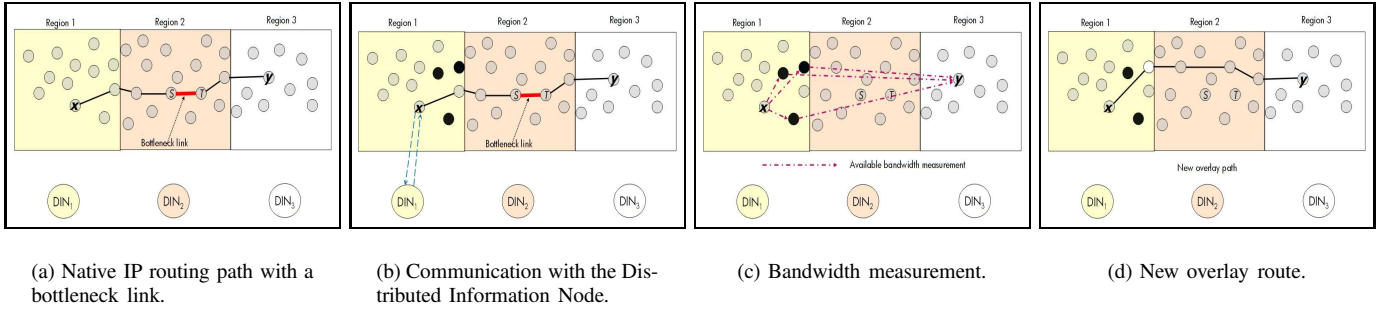 Region 1 Region 2 Region 3
x S T y
Bottleneck link
DIN1 DIN2 DIN3
(a) Native IP routing path with a
bottleneck link.
Region 1 Region 2 Region 3
x S T y
Bottleneck link
DIN1 DIN2 DIN3
(b) Communication with the Dis-
tributed Information Node.
Region 1 Region 2 Region 3
x S T y
Available bandwidth measurement
DIN1 DIN2 DIN3
(c) Bandwidth measurement.
Region 1 Region 2 Region 3
x S T y
New overlay path
DIN1 DIN2 DIN3
(d) New overlay route.